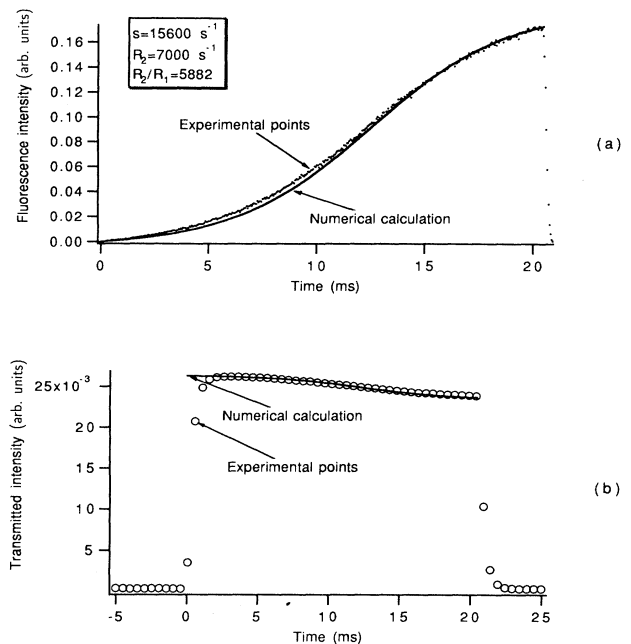 s=15600 s⁻¹
R₂=7000 s⁻¹
R₂/R₁=5882
Fluorescence intensity (arb. units)
0.16
0.14
0.12
0.10
0.08
0.06
0.04
0.02
0.00
Experimental points
Numerical calculation
(a)
0
5
10
15
20
Time (ms)
Transmitted intensity (arb. units)
25x10⁻³
20
15
10
5
Numerical calculation
Experimental points
(b)
-5
0
5
10
15
20
25
Time (ms)